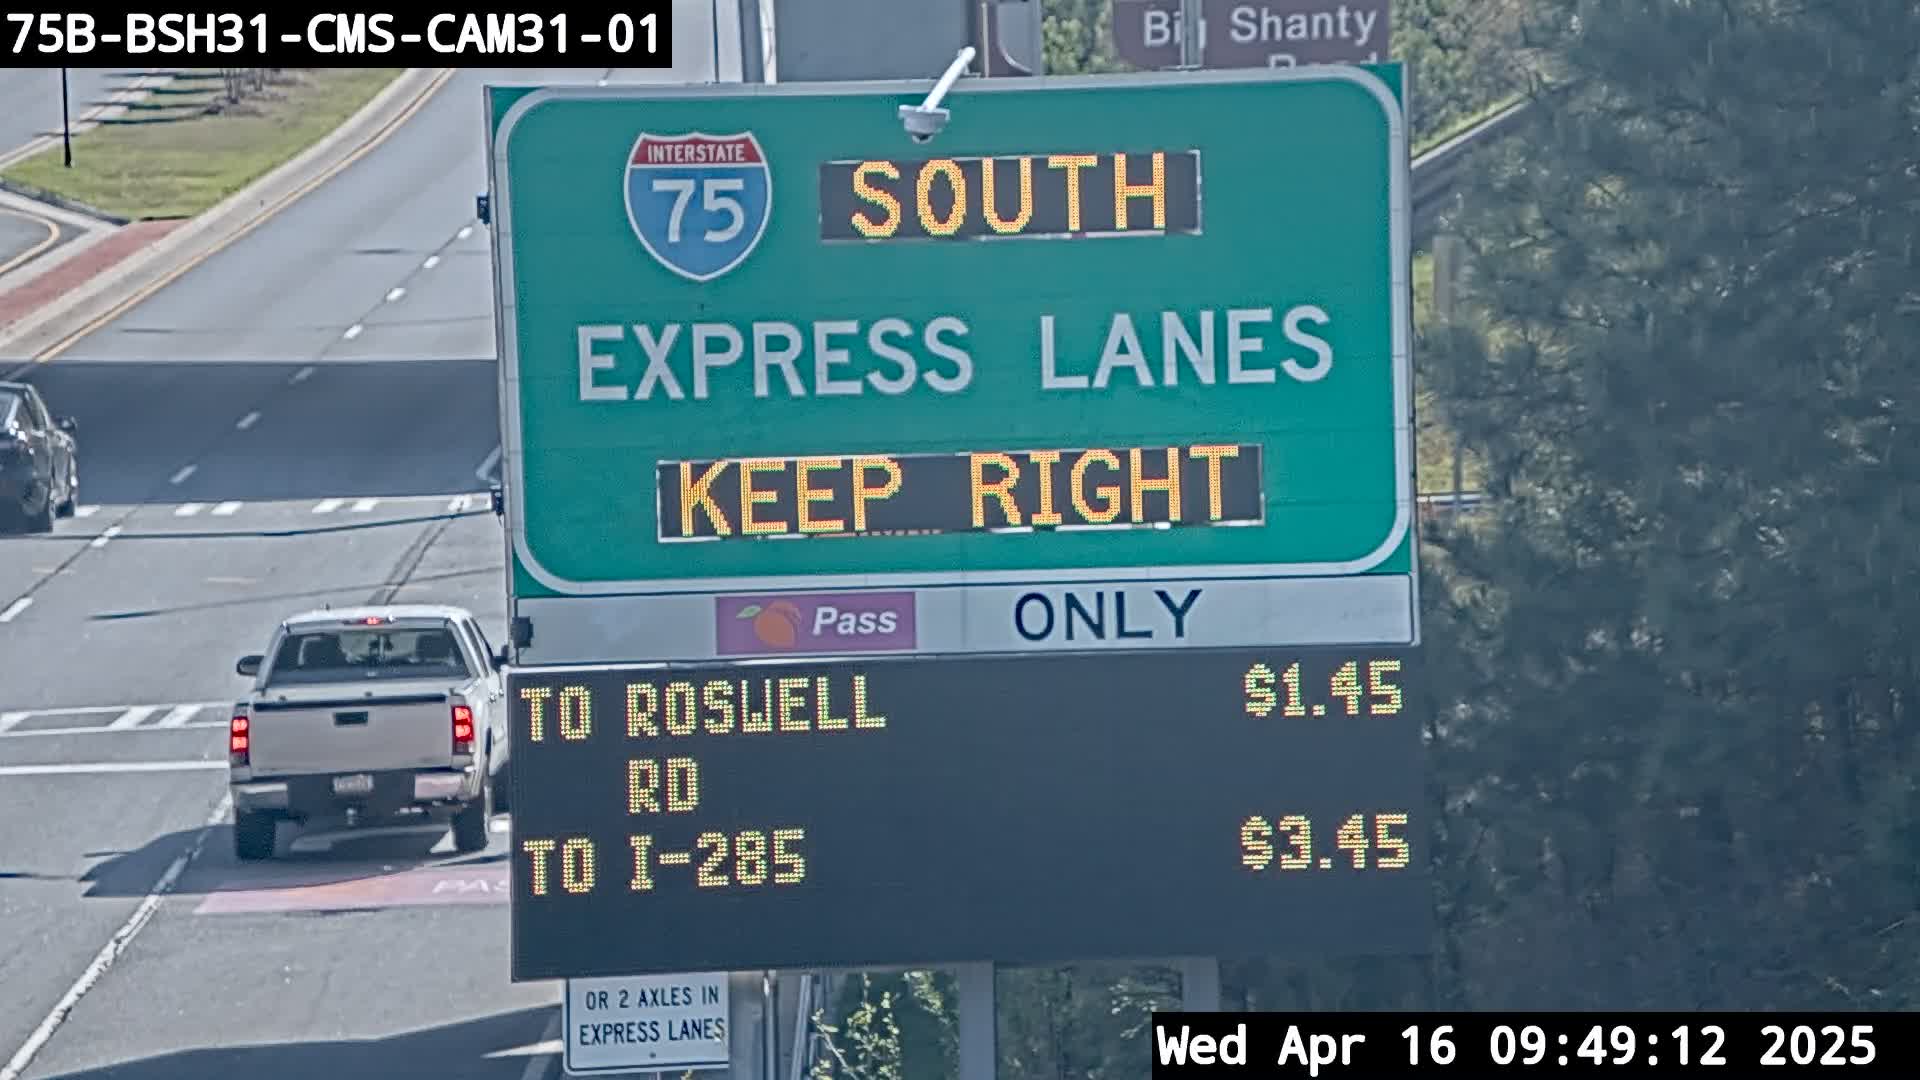 75B-BSH31-CMS-CAM31-01
Big Shanty
Road
INTERSTATE
75
SOUTH
EXPRESS LANES
KEEP RIGHT
Pass
ONLY
TO ROSWELL $1.45
RD
TO I-285 $3.45
OR 2 AXLES IN
EXPRESS LANES
Wed Apr 16 09:49:12 2025